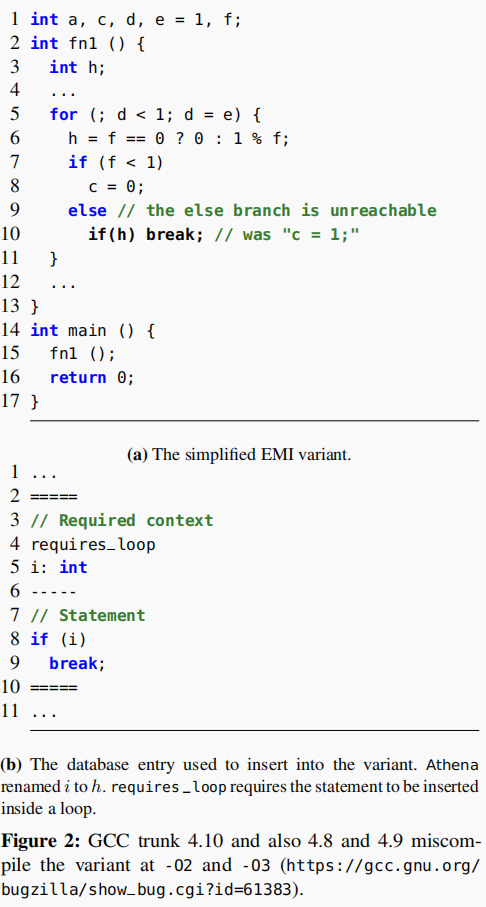 1 int a, c, d, e = 1, f;
2 int fn1 () {
3   int h;
4   ...
5   for (; d < 1; d = e) {
6     h = f == 0 ? 0 : 1 % f;
7     if (f < 1)
8       c = 0;
9     else // the else branch is unreachable
10       if(h) break; // was "c = 1;"
11   }
12   ...
13 }
14 int main () {
15   fn1 ();
16   return 0;
17 }
(a) The simplified EMI variant.
1 ...
2 =====
3 // Required context
4 requires_loop
5 i: int
6 -----
7 // Statement
8 if (i)
9   break;
10 =====
11 ...
(b) The database entry used to insert into the variant. Athena
renamed i to h. requires_loop requires the statement to be inserted
inside a loop.
Figure 2: GCC trunk 4.10 and also 4.8 and 4.9 miscom-
pile the variant at -O2 and -O3 (https://gcc.gnu.org/
bugzilla/show_bug.cgi?id=61383).